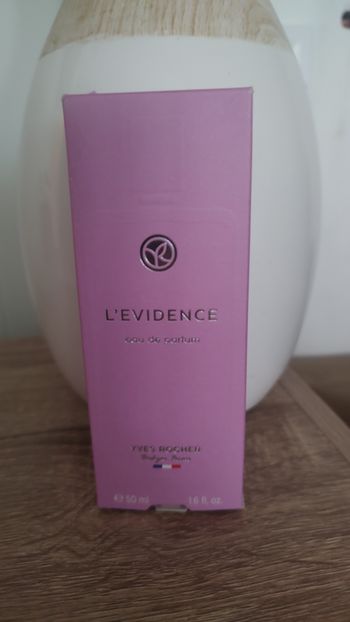 L'EVIDENCE
eau de parfum
YVES ROCHER
℮ 50 ml 1.6 fl. oz.